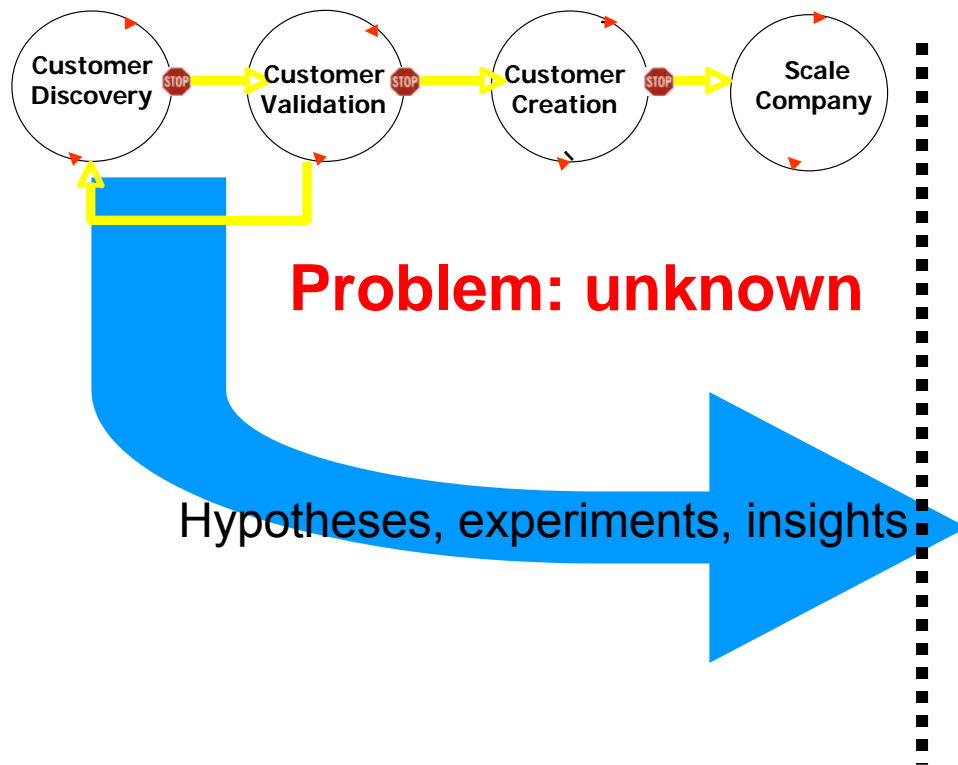 Customer
Discovery
STOP
Customer
Validation
STOP
Customer
Creation
STOP
Scale
Company
Problem: unknown
Hypotheses, experiments, insights